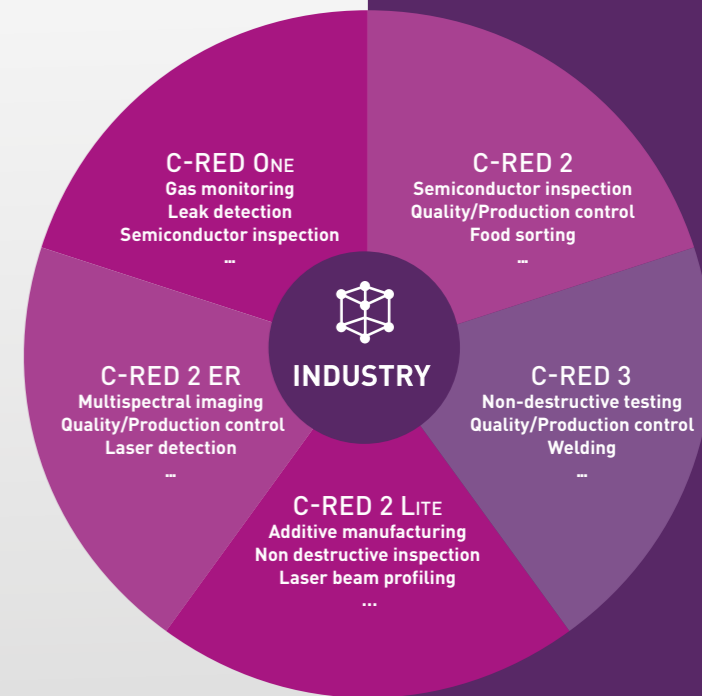 C-RED ONE
Gas monitoring
Leak detection
Semiconductor inspection
...
C-RED 2
Semiconductor inspection
Quality/Production control
Food sorting
...
INDUSTRY
C-RED 2 ER
Multispectral imaging
Quality/Production control
Laser detection
...
C-RED 3
Non-destructive testing
Quality/Production control
Welding
...
C-RED 2 LITE
Additive manufacturing
Non destructive inspection
Laser beam profiling
...